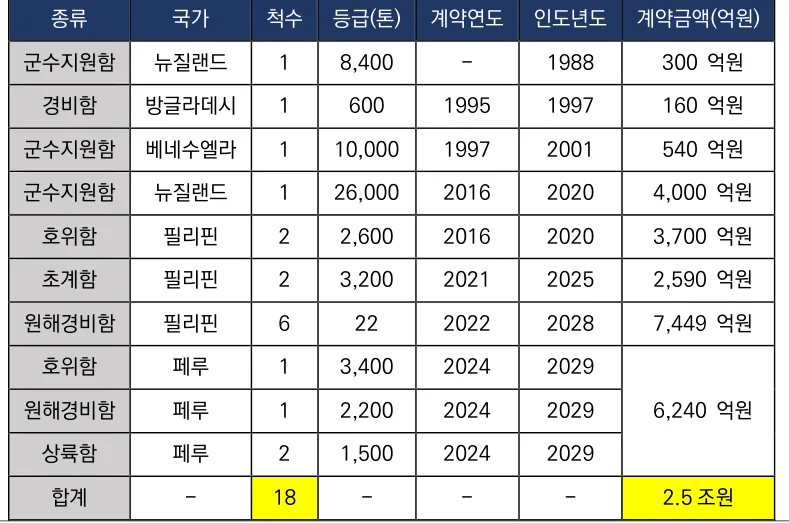 종류 국가 척수 등급(톤) 계약연도 인도년도 계약금액(억원)
군수지원함 뉴질랜드 1 8,400 - 1988 300 억원
경비함 방글라데시 1 600 1995 1997 160 억원
군수지원함 베네수엘라 1 10,000 1997 2001 540 억원
군수지원함 뉴질랜드 1 26,000 2016 2020 4,000 억원
호위함 필리핀 2 2,600 2016 2020 3,700 억원
초계함 필리핀 2 3,200 2021 2025 2,590 억원
원해경비함 필리핀 6 22 2022 2028 7,449 억원
호위함 페루 1 3,400 2024 2029
원해경비함 페루 1 2,200 2024 2029 6,240 억원
상륙함 페루 2 1,500 2024 2029
합계 - 18 - - - 2.5조원